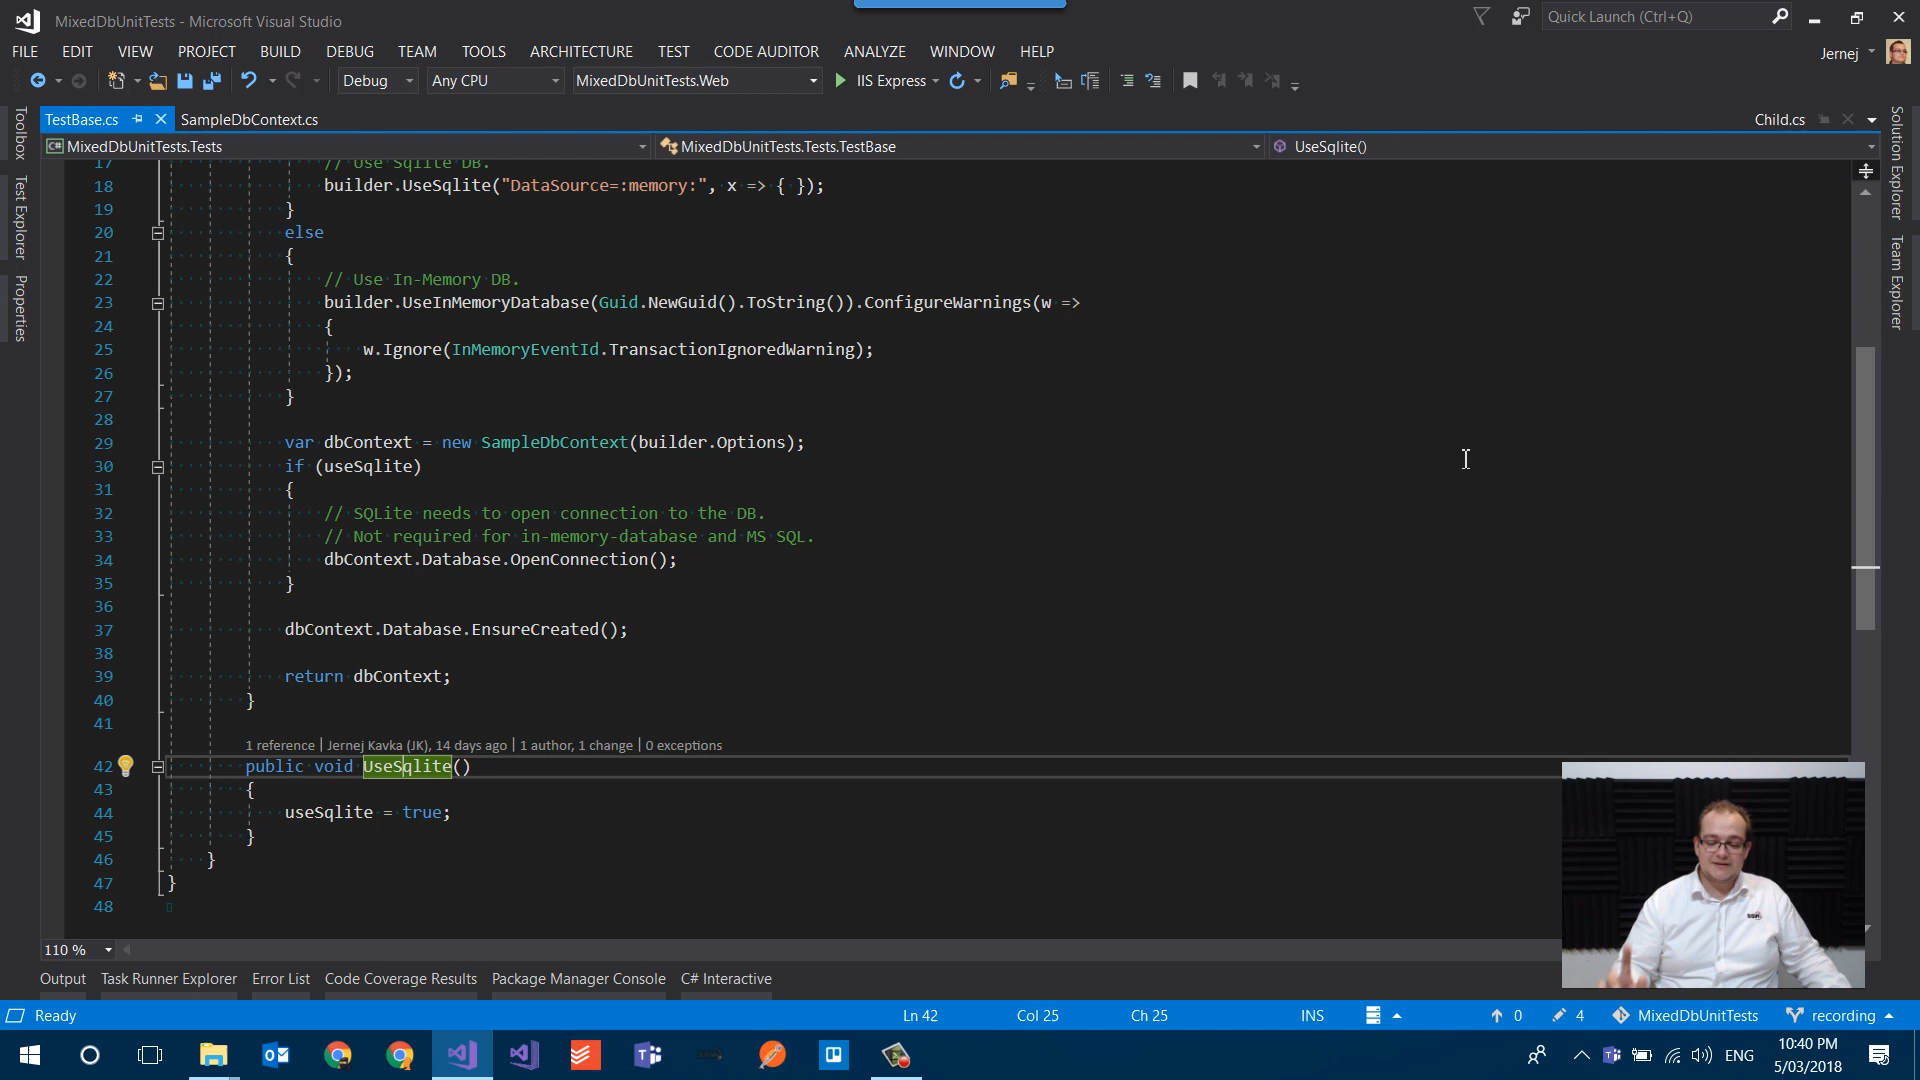 MixedDbUnitTests - Microsoft Visual Studio
Quick Launch (Ctrl+Q)
FILE EDIT VIEW PROJECT BUILD DEBUG TEAM TOOLS ARCHITECTURE TEST CODE AUDITOR ANALYZE WINDOW HELP
Jernej
Debug Any CPU MixedDbUnitTests.Web IIS Express
TestBase.cs SampleDbContext.cs Child.cs
MixedDbUnitTests.Tests MixedDbUnitTests.Tests.TestBase UseSqlite()
Toolbox
Test Explorer
Properties
Solution Explorer
Team Explorer
17 // Use Sqlite DB.
18 builder.UseSqlite("DataSource=:memory:", x => { });
19 }
20 else
21 {
22 // Use In-Memory DB.
23 builder.UseInMemoryDatabase(Guid.NewGuid().ToString()).ConfigureWarnings(w =>
24 {
25 w.Ignore(InMemoryEventId.TransactionIgnoredWarning);
26 });
27 }
28
29 var dbContext = new SampleDbContext(builder.Options);
30 if (useSqlite)
31 {
32 // SQLite needs to open connection to the DB.
33 // Not required for in-memory-database and MS SQL.
34 dbContext.Database.OpenConnection();
35 }
36
37 dbContext.Database.EnsureCreated();
38
39 return dbContext;
40 }
41
1 reference | Jernej Kavka (JK), 14 days ago | 1 author, 1 change | 0 exceptions
42 public void UseSqlite()
43 {
44 useSqlite = true;
45 }
46 }
47 }
48
110 %
Output Task Runner Explorer Error List Code Coverage Results Package Manager Console C# Interactive
Ready Ln 42 Col 25 Ch 25 INS 0 4 MixedDbUnitTests recording
ENG
10:40 PM
5/03/2018